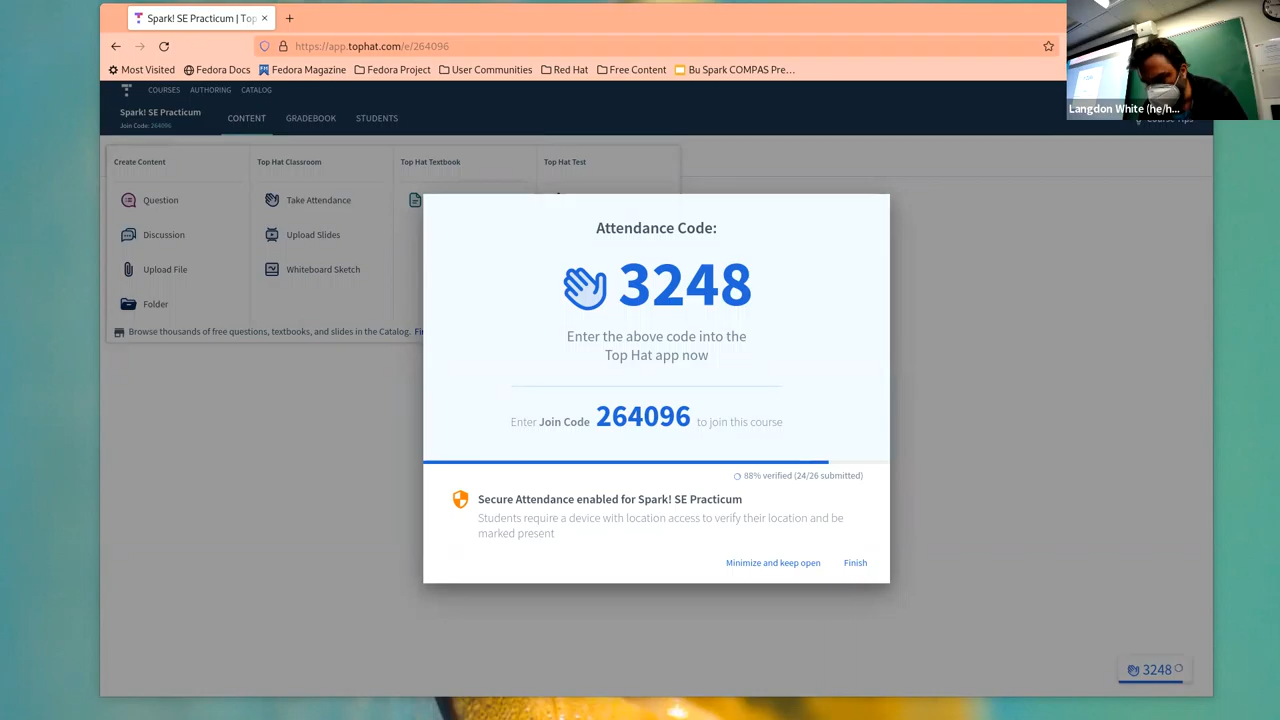 Spark! SE Practicum | Top
https://app.tophat.com/e/264096
Most Visited
Fedora Docs
Fedora Magazine
Fedora Project
User Communities
Red Hat
Free Content
Bu Spark COMPAS Pre…
Langdon White (he/h...
COURSES
AUTHORING
CATALOG
Spark! SE Practicum
Join Code: 264096
CONTENT
GRADEBOOK
STUDENTS
Course Tips
Create Content
Top Hat Classroom
Top Hat Textbook
Top Hat Test
Question
Take Attendance
Discussion
Upload Slides
Upload File
Whiteboard Sketch
Folder
Browse thousands of free questions, textbooks, and slides in the Catalog. Fi
Attendance Code:
3248
Enter the above code into the
Top Hat app now
Enter Join Code 264096 to join this course
88% verified (24/26 submitted)
Secure Attendance enabled for Spark! SE Practicum
Students require a device with location access to verify their location and be
marked present
Minimize and keep open
Finish
3248